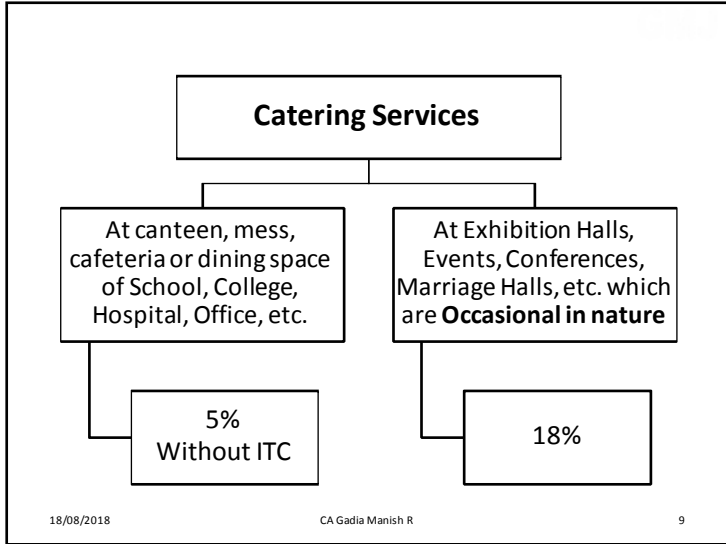 Catering Services
At canteen, mess,
cafeteria or dining space
of School, College,
Hospital, Office, etc.
At Exhibition Halls,
Events, Conferences,
Marriage Halls, etc. which
are Occasional in nature
5%
Without ITC
18%
18/08/2018
CA Gadia Manish R
9